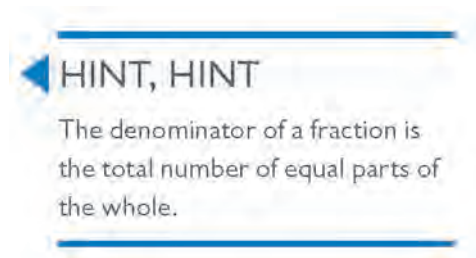 HINT, HINT
The denominator of a fraction is
the total number of equal parts of
the whole.